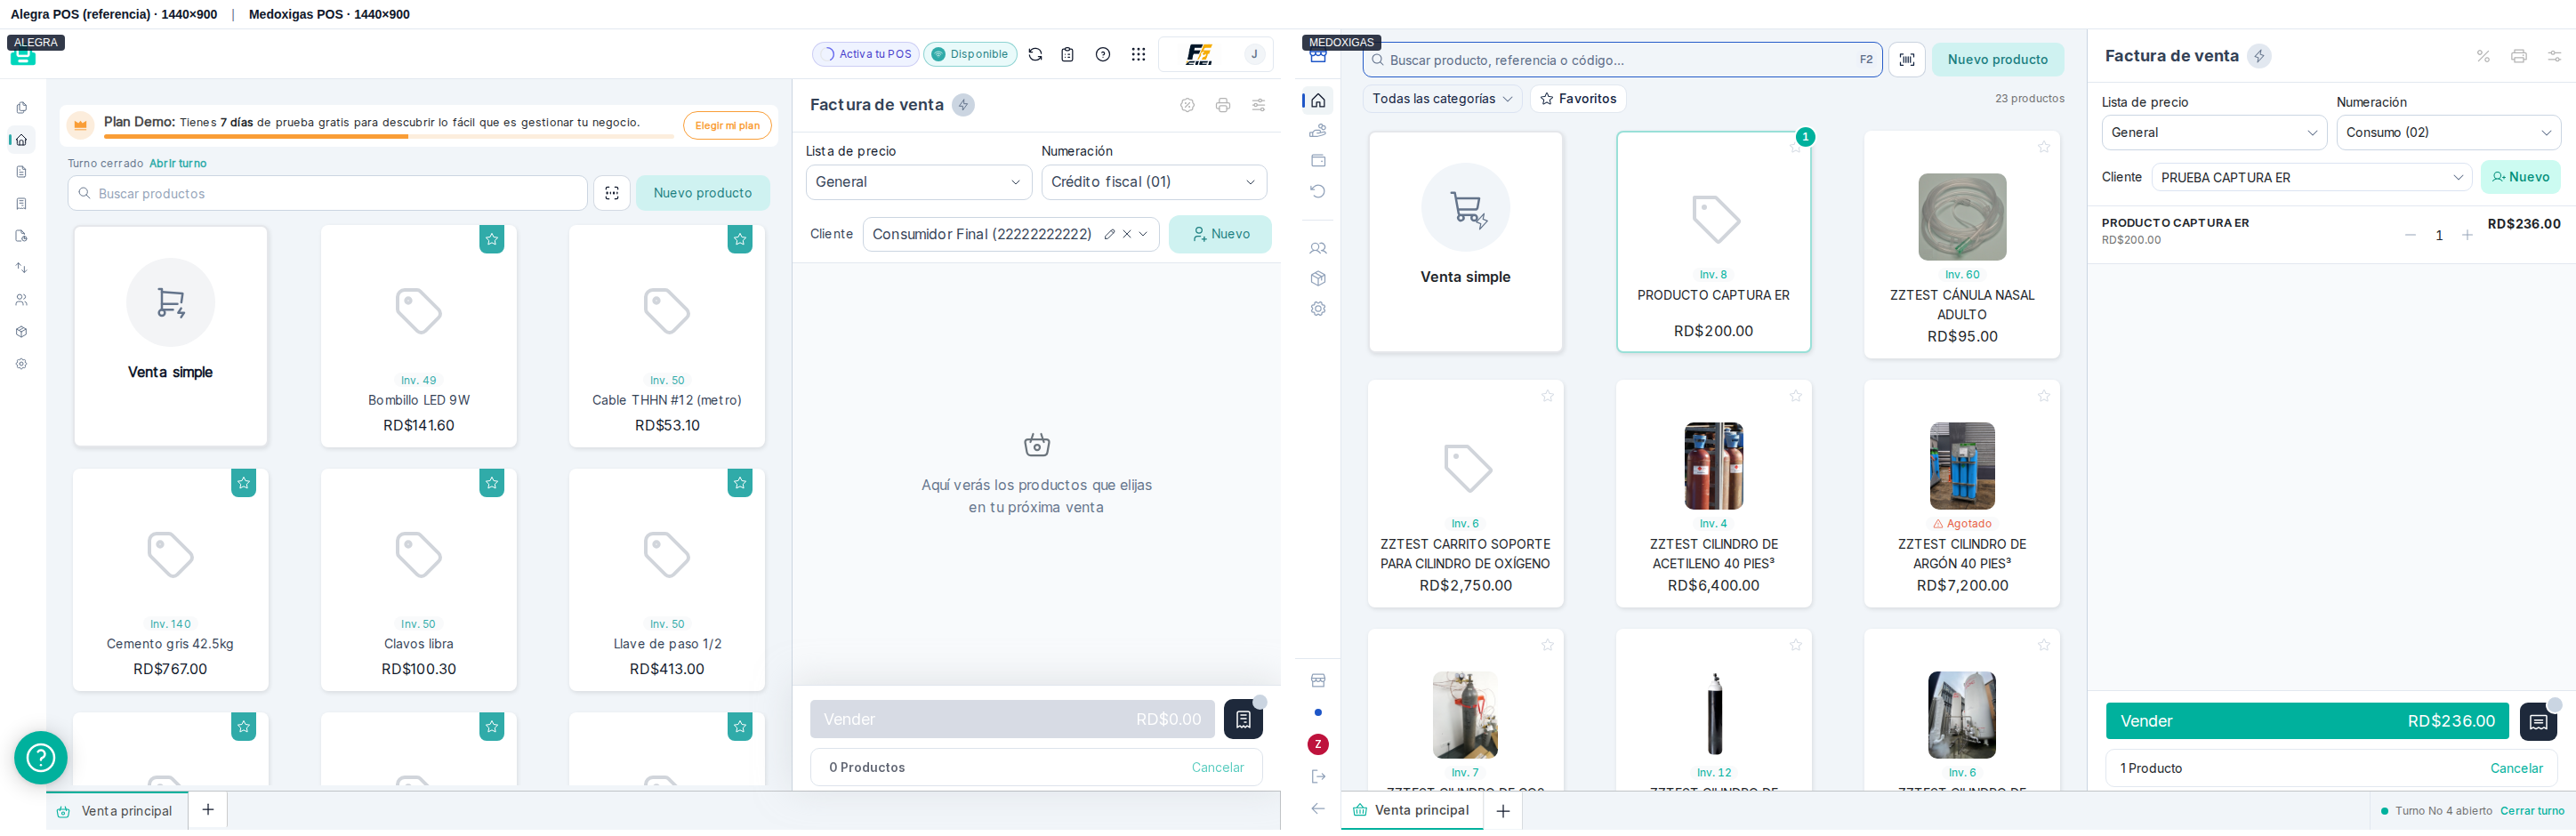 Alegra POS (referencia) · 1440×900 | Medoxigas POS · 1440×900
ALEGRA
Activa tu POS
Disponible
J
Plan Demo: Tienes 7 días de prueba gratis para descubrir lo fácil que es gestionar tu negocio.
Elegir mi plan
Turno cerrado Abrir turno
Buscar productos
Nuevo producto
Venta simple
Inv. 49
Bombillo LED 9W
RD$141.60
Inv. 50
Cable THHN #12 (metro)
RD$53.10
Inv. 140
Cemento gris 42.5kg
RD$767.00
Inv. 50
Clavos libra
RD$100.30
Inv. 50
Llave de paso 1/2
RD$413.00
Factura de venta
Lista de precio
General
Numeración
Crédito fiscal (01)
Cliente
Consumidor Final (22222222222)
Nuevo
Aquí verás los productos que elijas
en tu próxima venta
Vender RD$0.00
0 Productos
Cancelar
Venta principal
+
MEDOXIGAS
Buscar producto, referencia o código...
F2
Nuevo producto
Todas las categorías
Favoritos
23 productos
Venta simple
1
Inv. 8
PRODUCTO CAPTURA ER
RD$200.00
Inv. 60
ZZTEST CÁNULA NASAL
ADULTO
RD$95.00
Inv. 6
ZZTEST CARRITO SOPORTE
PARA CILINDRO DE OXÍGENO
RD$2,750.00
Inv. 4
ZZTEST CILINDRO DE
ACETILENO 40 PIES³
RD$6,400.00
Agotado
ZZTEST CILINDRO DE
ARGÓN 40 PIES³
RD$7,200.00
Inv. 7
ZZTEST CILINDRO DE CO2
Inv. 12
ZZTEST CILINDRO DE
Inv. 6
ZZTEST CILINDRO DE
Z
Factura de venta
Lista de precio
General
Numeración
Consumo (02)
Cliente
PRUEBA CAPTURA ER
Nuevo
PRODUCTO CAPTURA ER
RD$200.00
1
RD$236.00
Vender RD$236.00
1 Producto
Cancelar
Venta principal
+
Turno No 4 abierto Cerrar turno